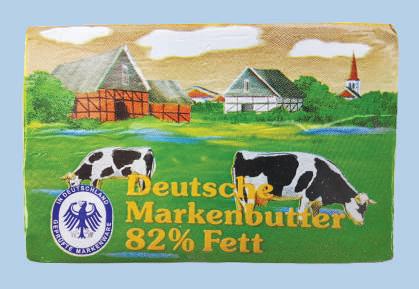 Deutsche
Markenbutter
82% Fett
IN DEUTSCHLAND
GEPRÜFTE MARKENWARE